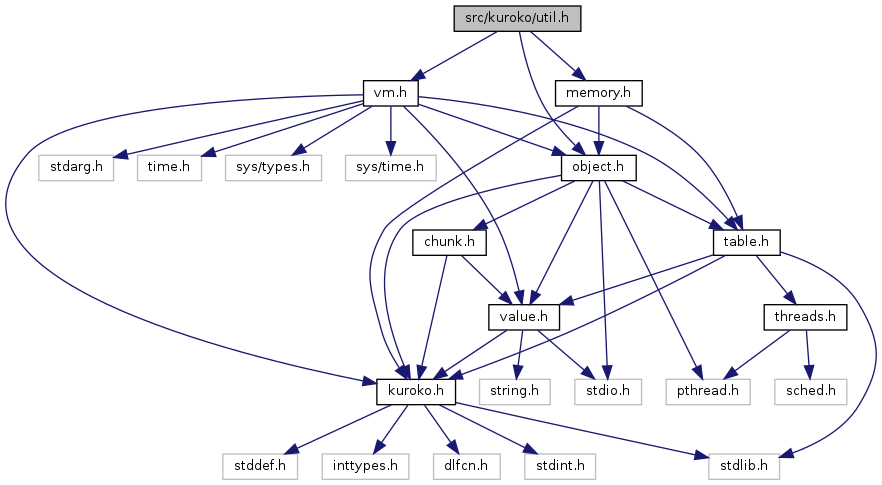 src/kuroko/util.h
vm.h
memory.h
stdarg.h
time.h
sys/types.h
sys/time.h
object.h
chunk.h
table.h
value.h
threads.h
kuroko.h
string.h
stdio.h
pthread.h
sched.h
stddef.h
inttypes.h
dlfcn.h
stdint.h
stdlib.h